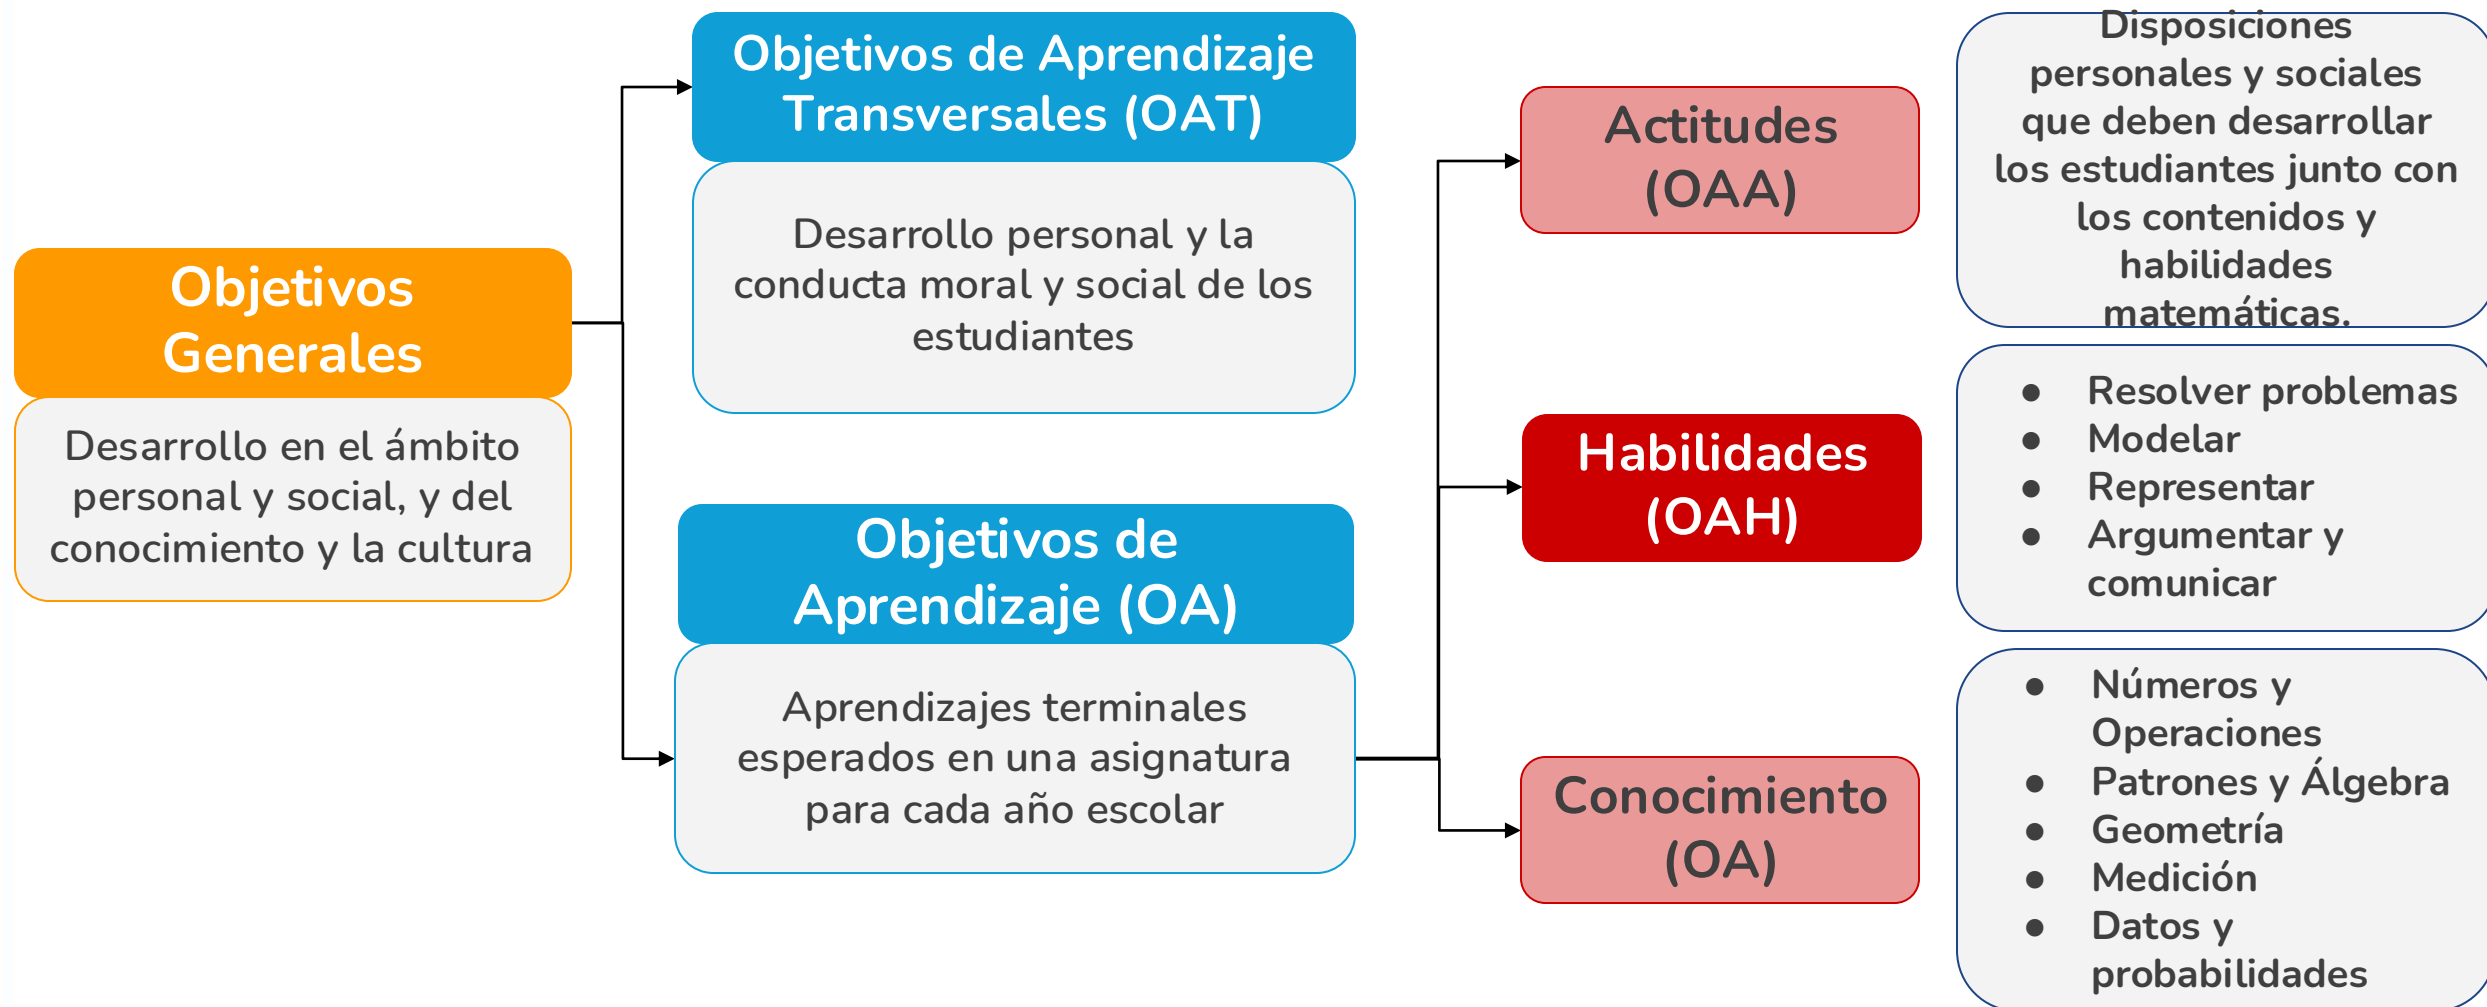 Objetivos
Generales
Desarrollo en el ámbito
personal y social, y del
conocimiento y la cultura
Objetivos de Aprendizaje
Transversales (OAT)
Desarrollo personal y la
conducta moral y social de los
estudiantes
Objetivos de
Aprendizaje (OA)
Aprendizajes terminales
esperados en una asignatura
para cada año escolar
Actitudes
(OAA)
Disposiciones
personales y sociales
que deben desarrollar
los estudiantes junto con
los contenidos y
habilidades
matemáticas.
Habilidades
(OAH)
● Resolver problemas
● Modelar
● Representar
● Argumentar y
comunicar
Conocimiento
(OA)
● Números y
Operaciones
● Patrones y Álgebra
● Geometría
● Medición
● Datos y
probabilidades